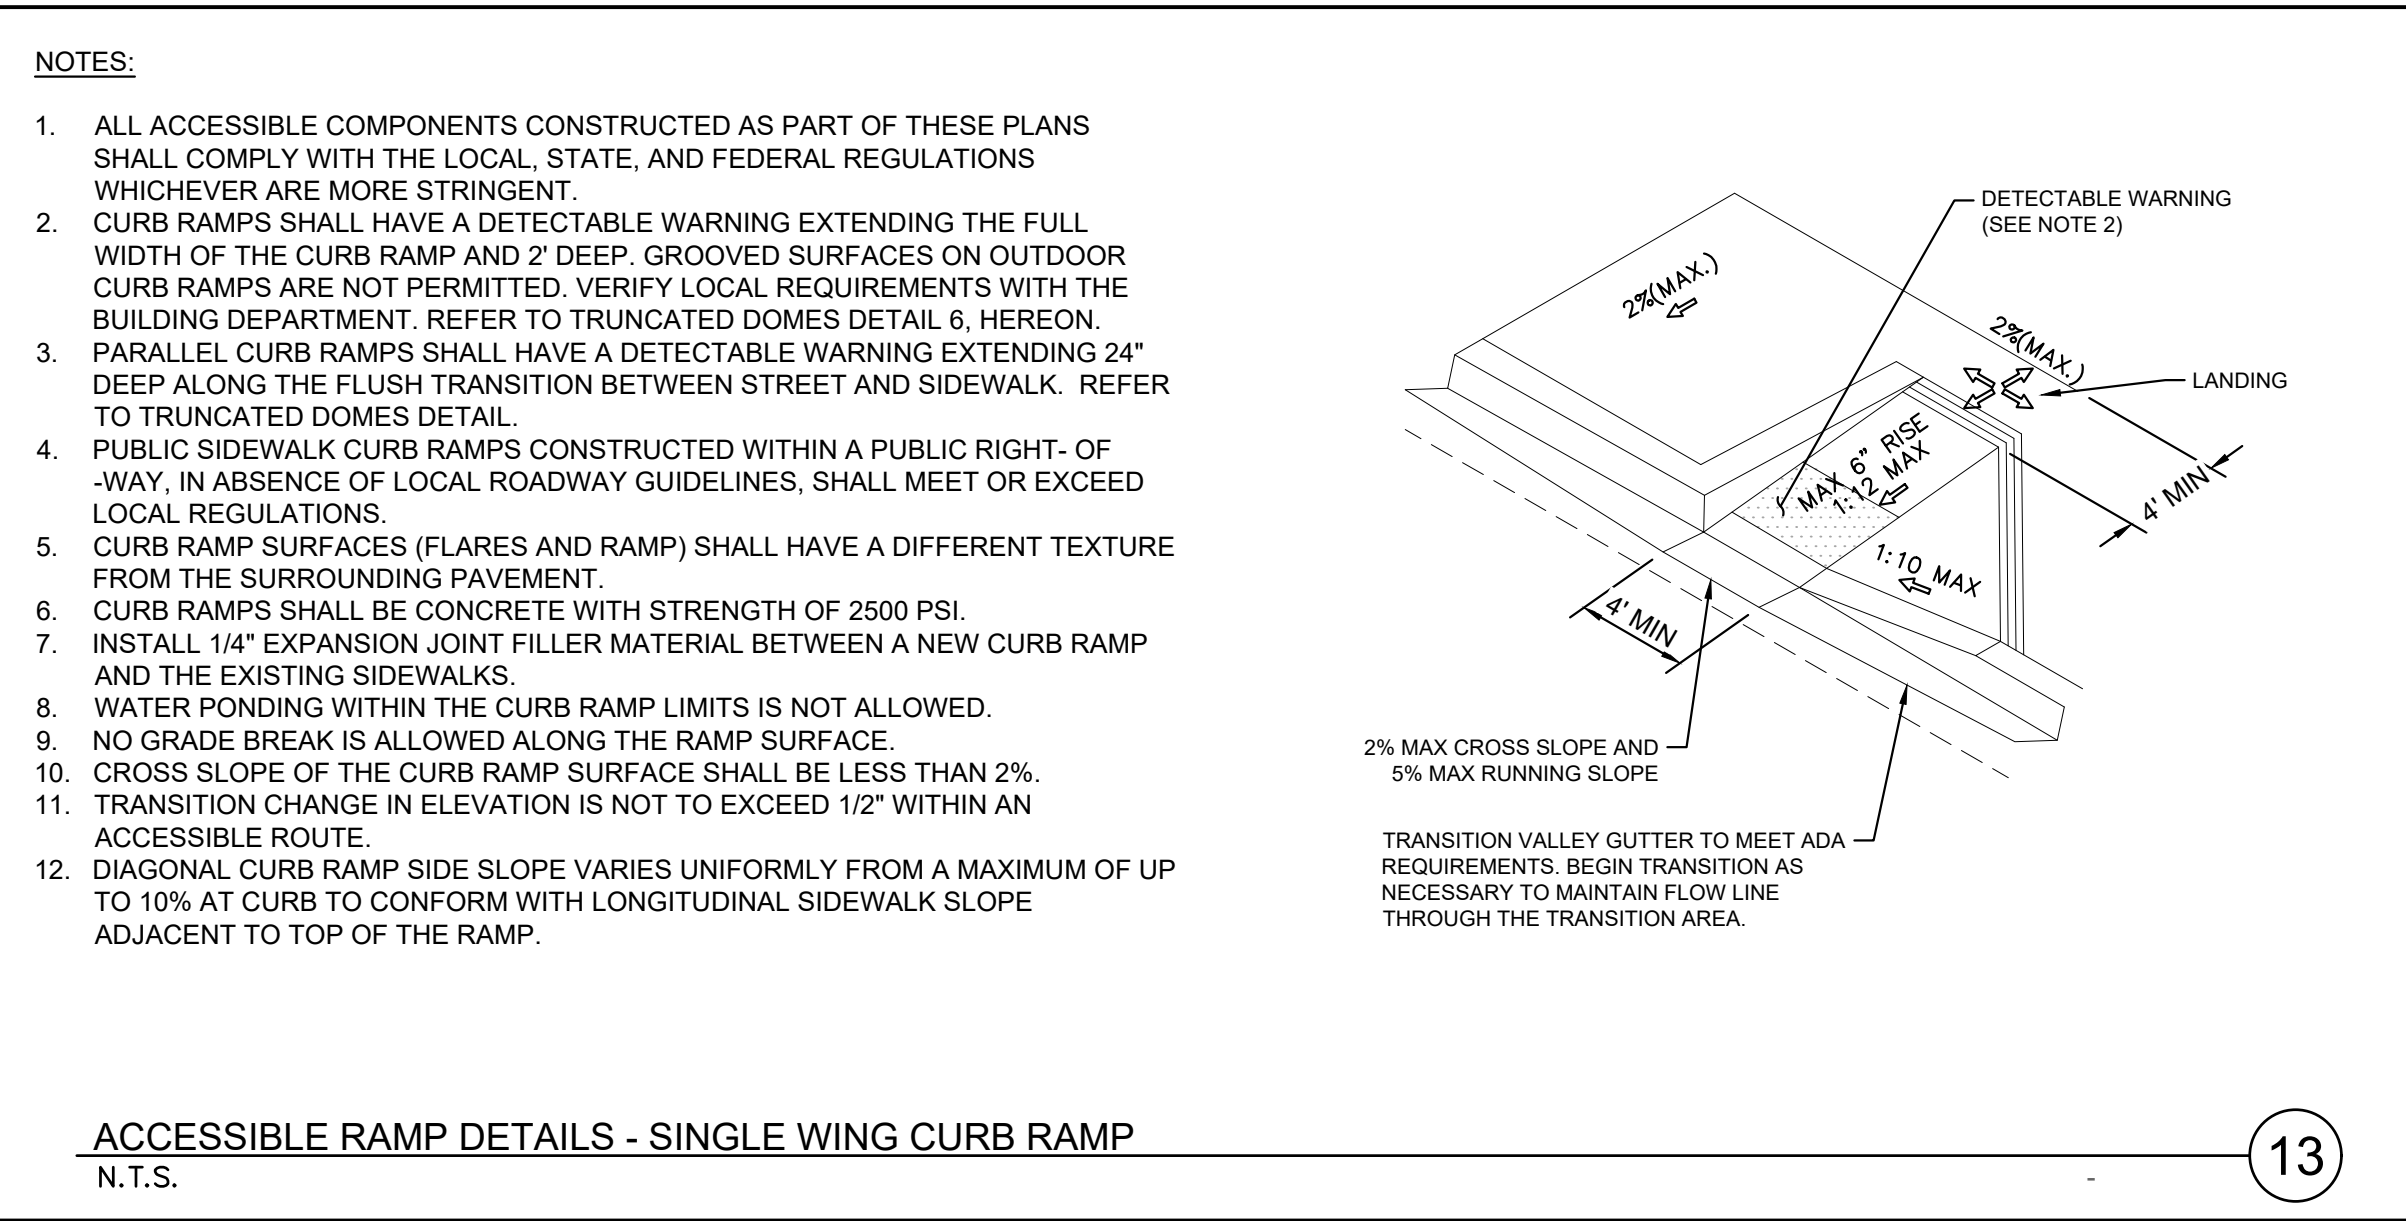 NOTES:
1. ALL ACCESSIBLE COMPONENTS CONSTRUCTED AS PART OF THESE PLANS
SHALL COMPLY WITH THE LOCAL, STATE, AND FEDERAL REGULATIONS
WHICHEVER ARE MORE STRINGENT.
2. CURB RAMPS SHALL HAVE A DETECTABLE WARNING EXTENDING THE FULL
WIDTH OF THE CURB RAMP AND 2' DEEP. GROOVED SURFACES ON OUTDOOR
CURB RAMPS ARE NOT PERMITTED. VERIFY LOCAL REQUIREMENTS WITH THE
BUILDING DEPARTMENT. REFER TO TRUNCATED DOMES DETAIL 6, HEREON.
3. PARALLEL CURB RAMPS SHALL HAVE A DETECTABLE WARNING EXTENDING 24"
DEEP ALONG THE FLUSH TRANSITION BETWEEN STREET AND SIDEWALK. REFER
TO TRUNCATED DOMES DETAIL.
4. PUBLIC SIDEWALK CURB RAMPS CONSTRUCTED WITHIN A PUBLIC RIGHT- OF
-WAY, IN ABSENCE OF LOCAL ROADWAY GUIDELINES, SHALL MEET OR EXCEED
LOCAL REGULATIONS.
5. CURB RAMP SURFACES (FLARES AND RAMP) SHALL HAVE A DIFFERENT TEXTURE
FROM THE SURROUNDING PAVEMENT.
6. CURB RAMPS SHALL BE CONCRETE WITH STRENGTH OF 2500 PSI.
7. INSTALL 1/4" EXPANSION JOINT FILLER MATERIAL BETWEEN A NEW CURB RAMP
AND THE EXISTING SIDEWALKS.
8. WATER PONDING WITHIN THE CURB RAMP LIMITS IS NOT ALLOWED.
9. NO GRADE BREAK IS ALLOWED ALONG THE RAMP SURFACE.
10. CROSS SLOPE OF THE CURB RAMP SURFACE SHALL BE LESS THAN 2%.
11. TRANSITION CHANGE IN ELEVATION IS NOT TO EXCEED 1/2" WITHIN AN
ACCESSIBLE ROUTE.
12. DIAGONAL CURB RAMP SIDE SLOPE VARIES UNIFORMLY FROM A MAXIMUM OF UP
TO 10% AT CURB TO CONFORM WITH LONGITUDINAL SIDEWALK SLOPE
ADJACENT TO TOP OF THE RAMP.
DETECTABLE WARNING
(SEE NOTE 2)
2%(MAX.)
2%(MAX.)
LANDING
MAX 6" RISE
1:12 MAX
4' MIN
1:10 MAX
4' MIN
2% MAX CROSS SLOPE AND
5% MAX RUNNING SLOPE
TRANSITION VALLEY GUTTER TO MEET ADA
REQUIREMENTS. BEGIN TRANSITION AS
NECESSARY TO MAINTAIN FLOW LINE
THROUGH THE TRANSITION AREA.
ACCESSIBLE RAMP DETAILS - SINGLE WING CURB RAMP
N.T.S.
-
13